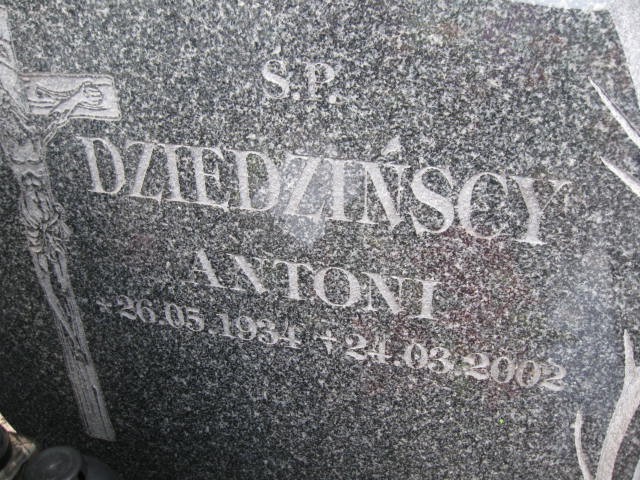 S.P.
DZIEDZIŃSCY
ANTONI
*26.05.1934 +24.03.2002